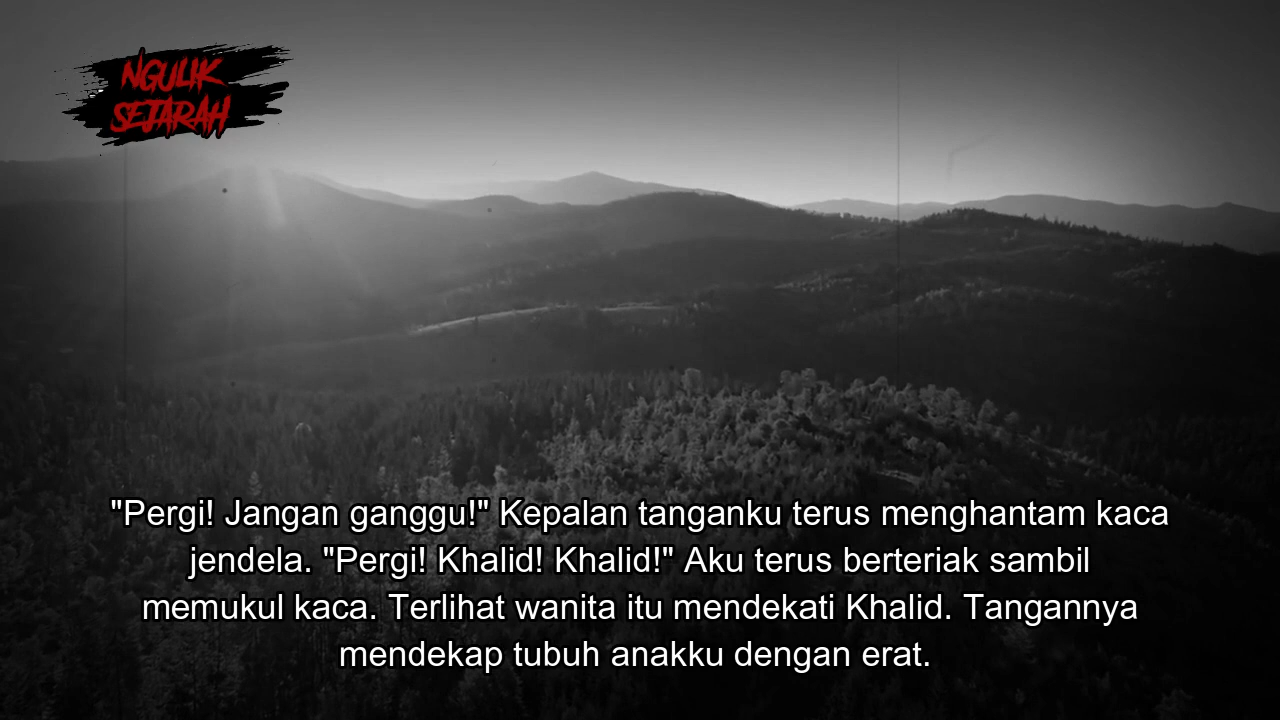 NGULIK
SEJARAH
"Pergi! Jangan ganggu!" Kepalan tanganku terus menghantam kaca
jendela. "Pergi! Khalid! Khalid!" Aku terus berteriak sambil
memukul kaca. Terlihat wanita itu mendekati Khalid. Tangannya
mendekap tubuh anakku dengan erat.